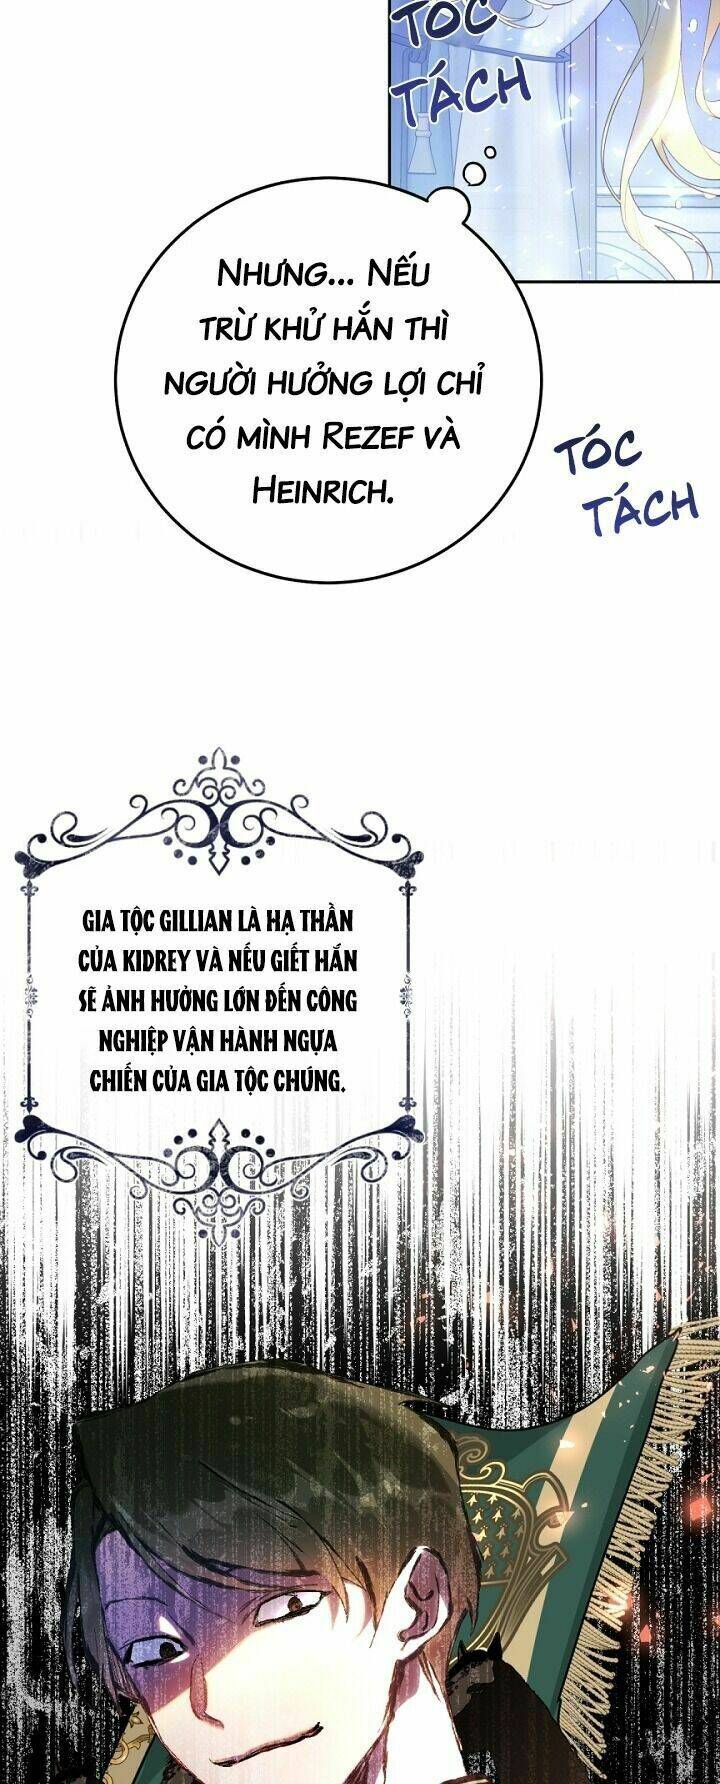 TÓC
TÁCH
NHƯNG... NẾU
TRỪ KHỬ HẮN THÌ
NGƯỜI HƯỞNG LỢI CHỈ
CÓ MÌNH REZEF VÀ
HEINRICH.
TÓC
TÁCH
GIA TỘC GILLIAN LÀ HẠ THẦN
CỦA KIDREY VÀ NẾU GIẾT HẮN
SẼ ẢNH HƯỞNG LỚN ĐẾN CÔNG
NGHIỆP VẬN HÀNH NGỰA
CHIẾN CỦA GIA TỘC CHÚNG.